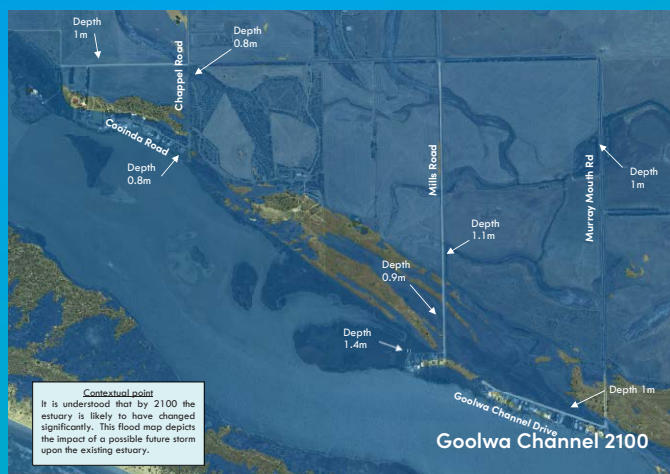 Depth
1m
Chappel Road
Depth
0.8m
Cooinda Road
Depth
0.8m
Mills Road
Murray Mouth Rd
Depth
1m
Depth
1.1m
Depth
0.9m
Depth
1.4m
Depth 1m
Goolwa Channel Drive
Contextual point
It is understood that by 2100 the
estuary is likely to have changed
significantly. This flood map depicts
the impact of a possible future storm
upon the existing estuary.
Goolwa Channel 2100